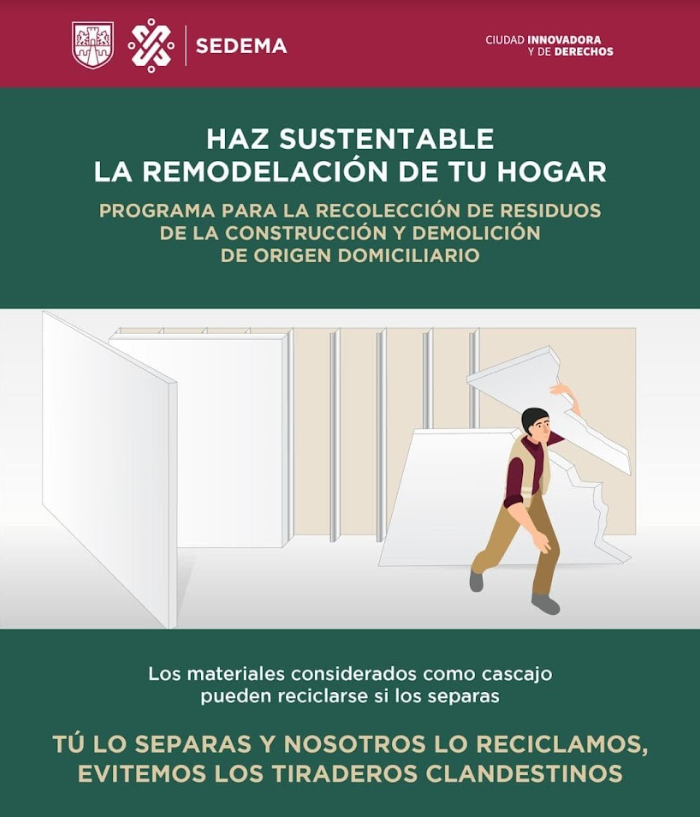 SEDEMA
CIUDAD INNOVADORA
Y DE DERECHOS
HAZ SUSTENTABLE
LA REMODELACIÓN DE TU HOGAR
PROGRAMA PARA LA RECOLECCIÓN DE RESIDUOS
DE LA CONSTRUCCIÓN Y DEMOLICIÓN
DE ORIGEN DOMICILIARIO
Los materiales considerados como cascajo
pueden reciclarse si los separas
TÚ LO SEPARAS Y NOSOTROS LO RECICLAMOS,
EVITEMOS LOS TIRADEROS CLANDESTINOS